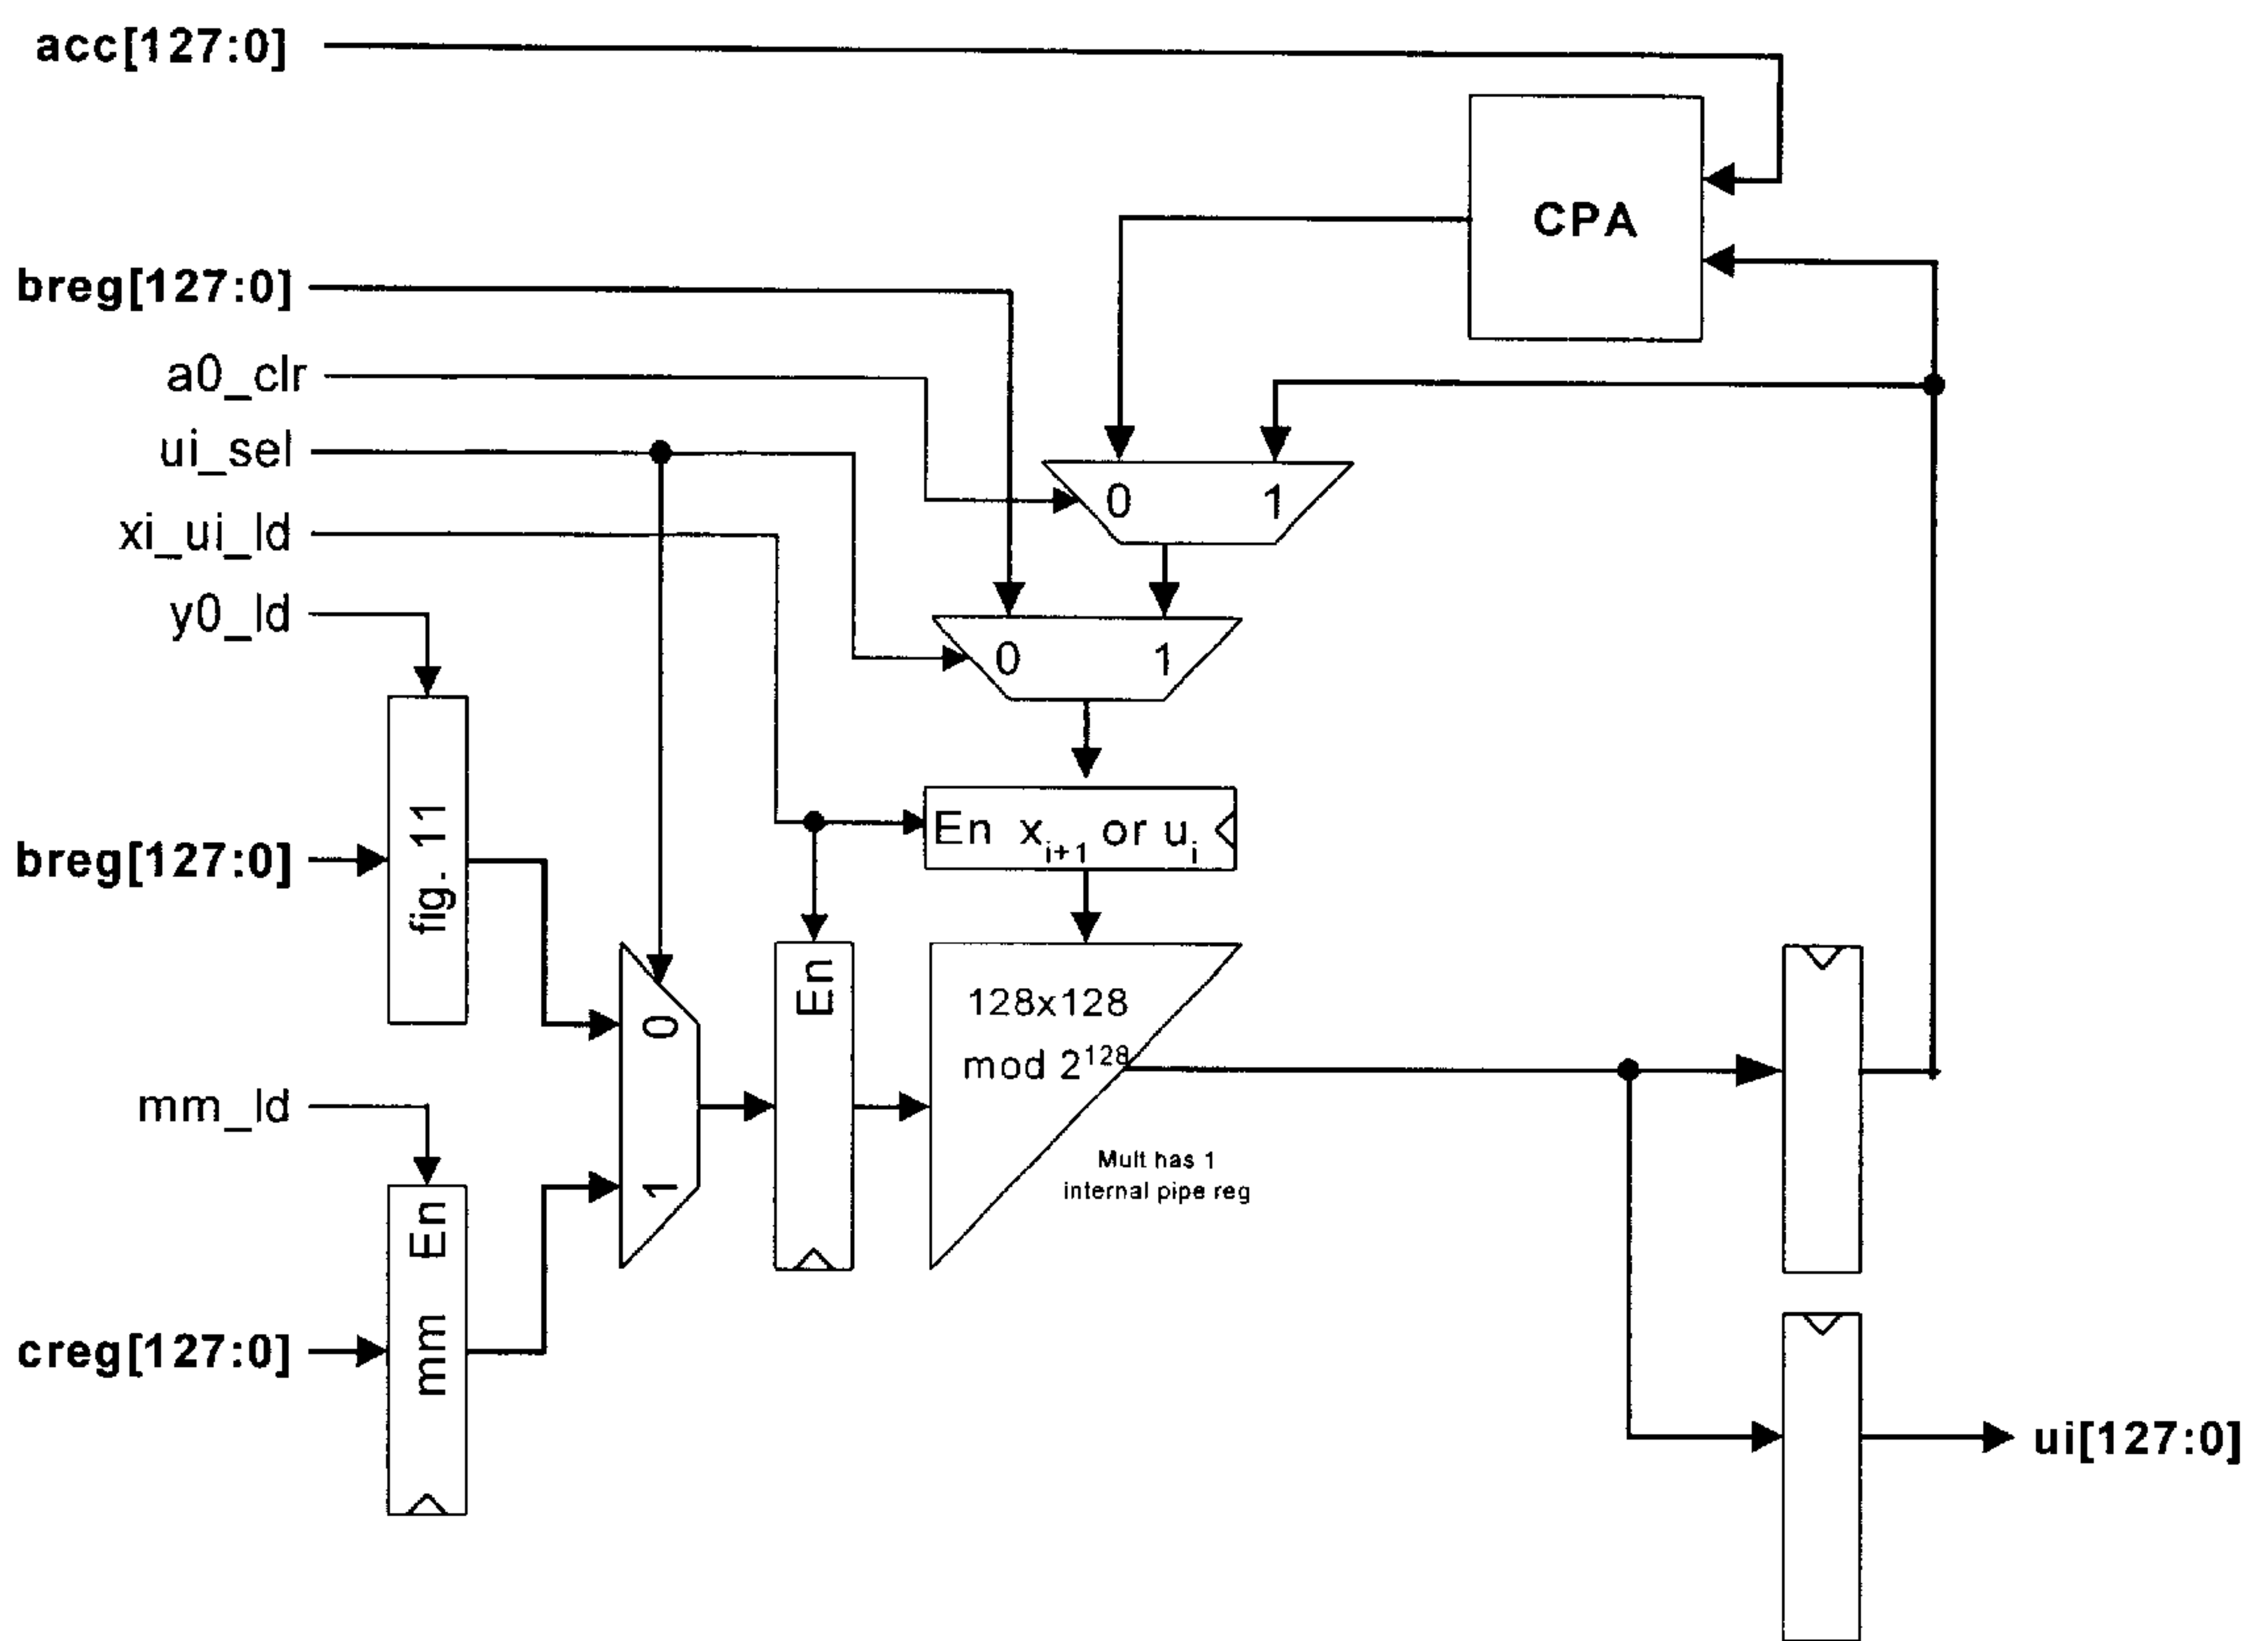 acc[127:0]
CPA
breg[127:0]
a0_clr
ui_sel
0 1
xi_ui_ld
y0_ld
0 1
fig. 11
En x_{i+1} or u_i
breg[127:0]
0
En
128x128
mod 2^{128}
mm_ld
Mult has 1
internal pipe reg
1
mm En
creg[127:0]
ui[127:0]